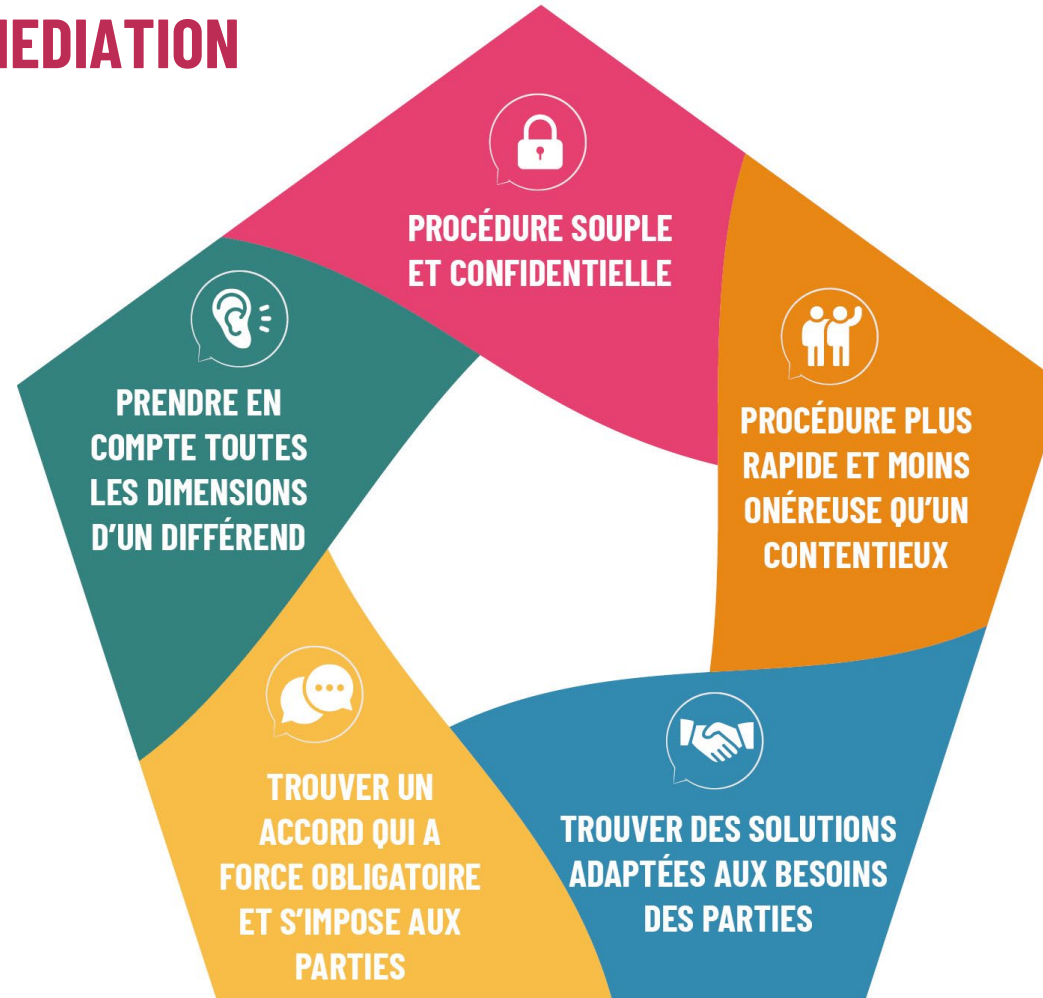 MEDIATION
PROCÉDURE SOUPLE
ET CONFIDENTIELLE
PROCÉDURE PLUS
RAPIDE ET MOINS
ONÉREUSE QU’UN
CONTENTIEUX
TROUVER DES SOLUTIONS
ADAPTÉES AUX BESOINS
DES PARTIES
TROUVER UN
ACCORD QUI A
FORCE OBLIGATOIRE
ET S’IMPOSE AUX
PARTIES
PRENDRE EN
COMPTE TOUTES
LES DIMENSIONS
D’UN DIFFÉREND